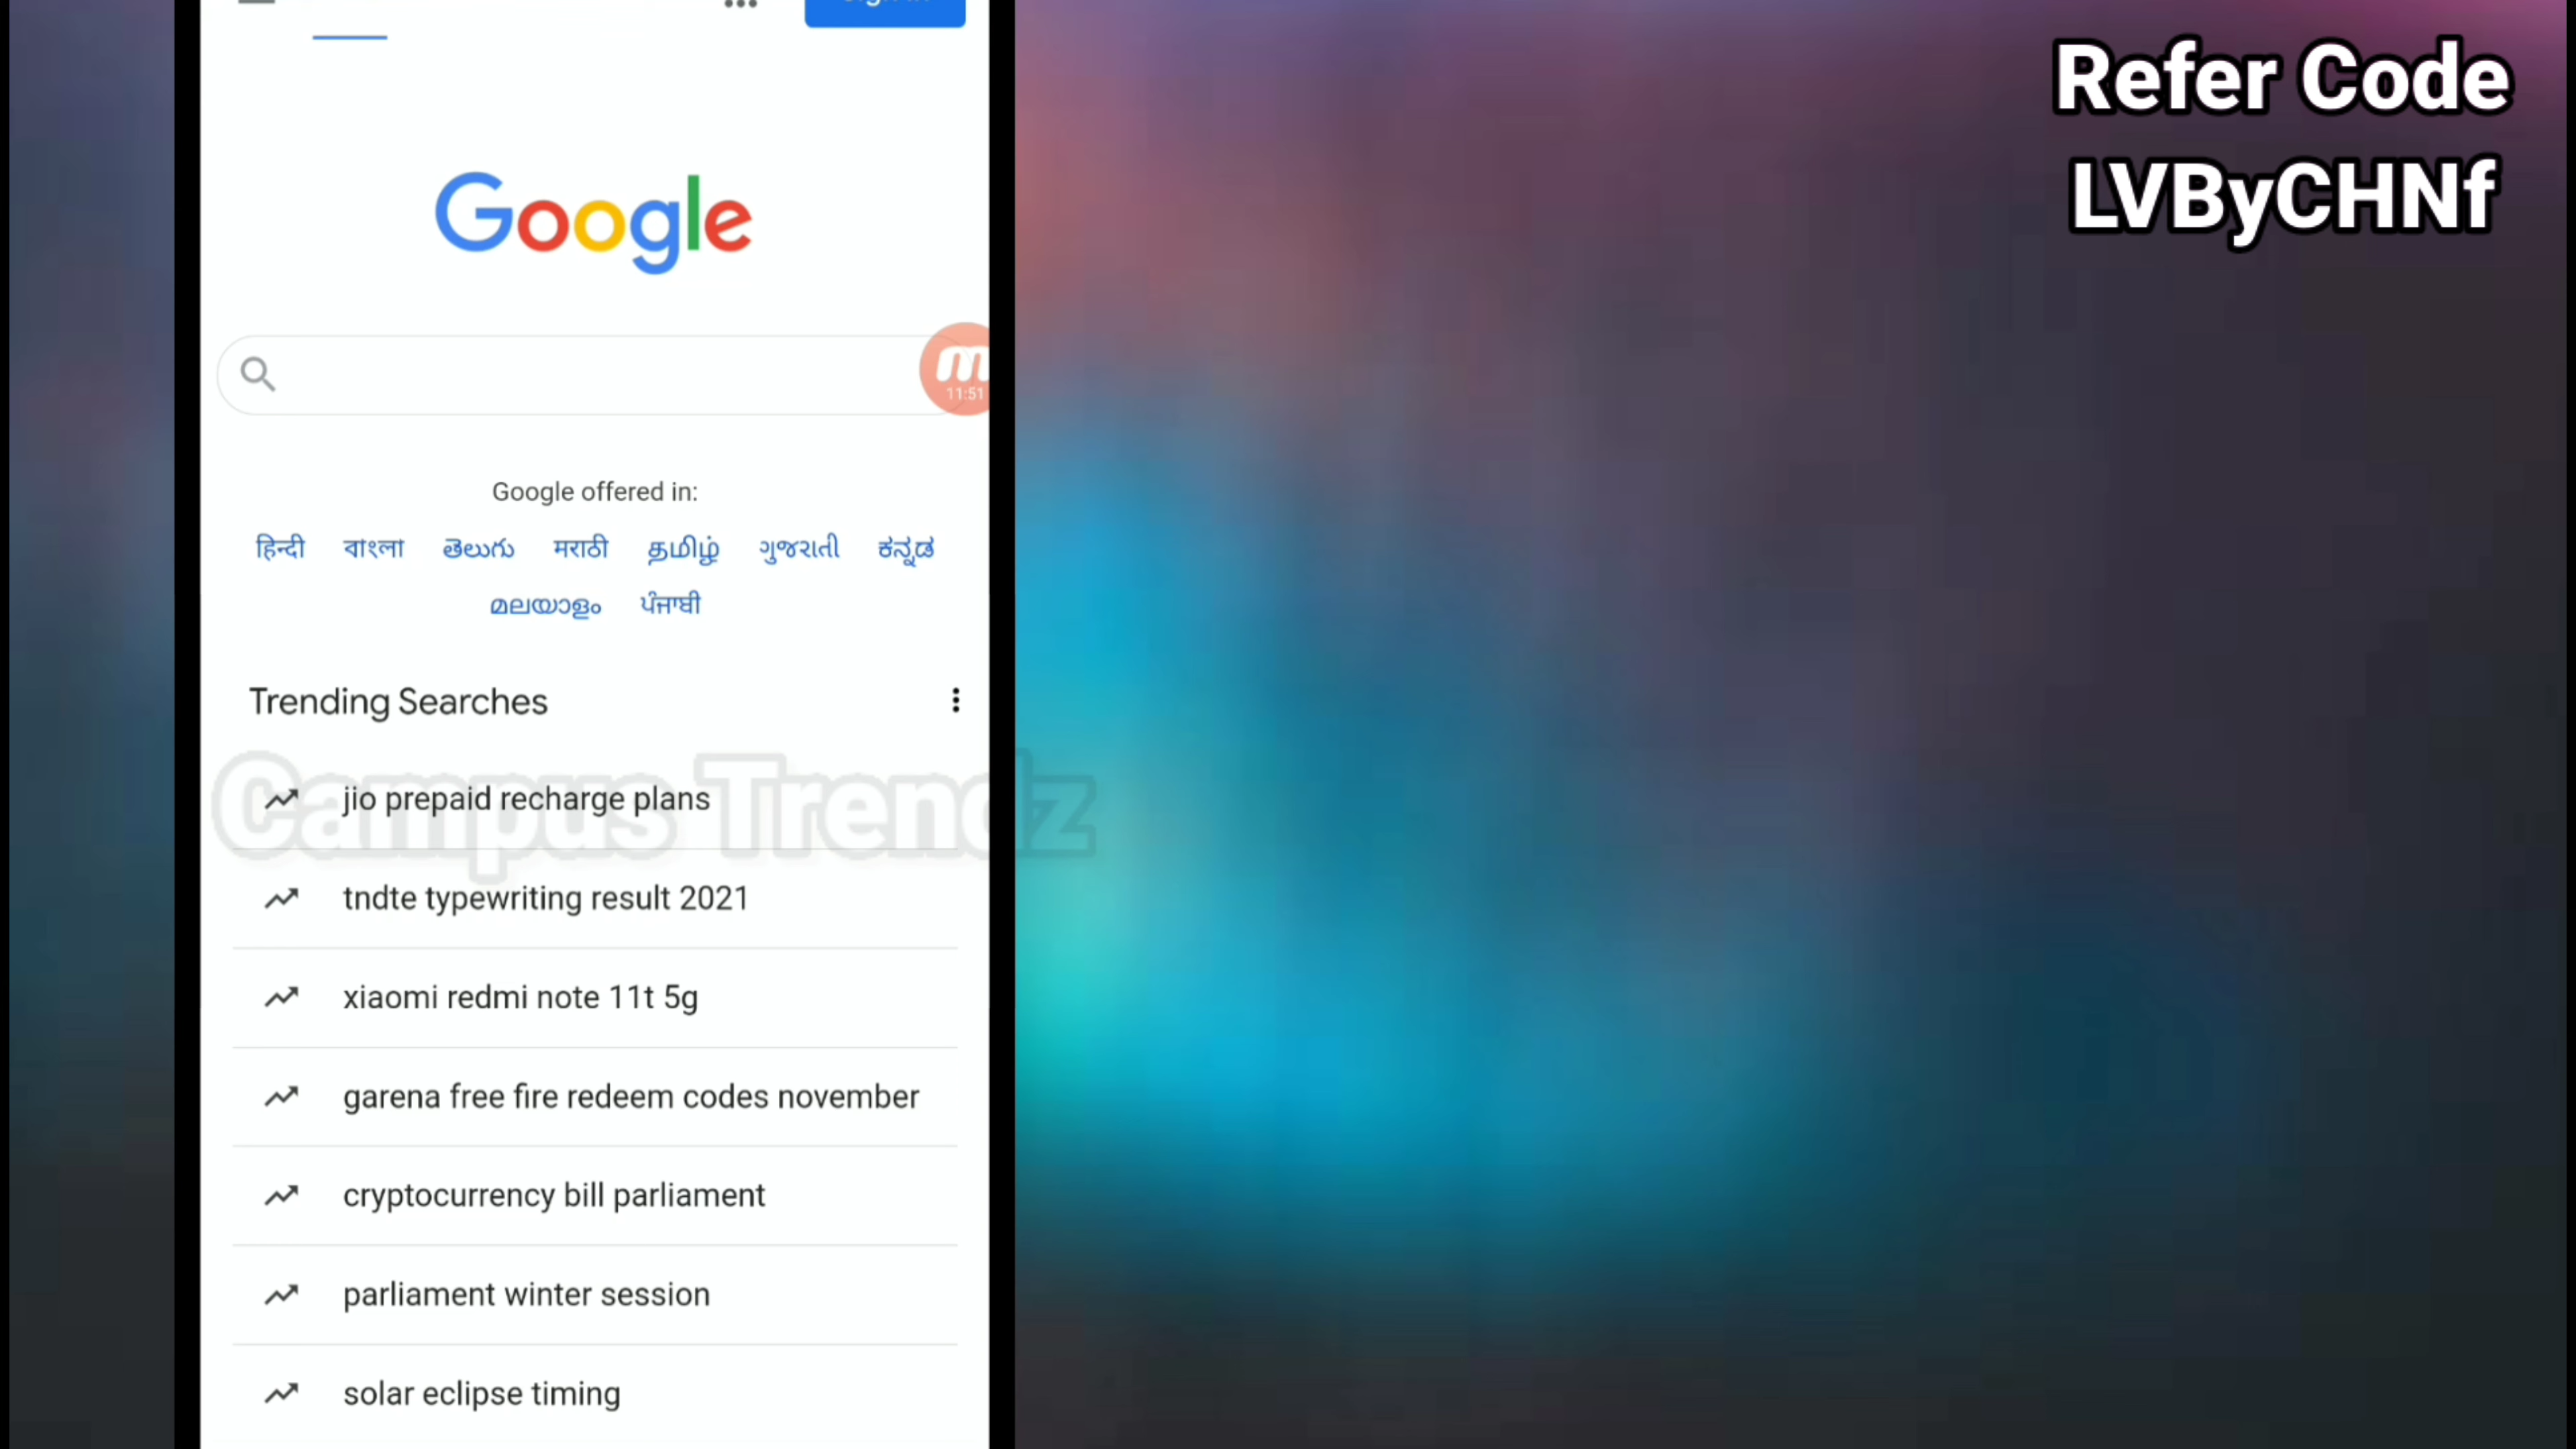 Refer Code
LVByCHNf
Google
11:51
Google offered in:
हिन्दी বাংলা తెలుగు मराठी தமிழ் ગુજરાતી ಕನ್ನಡ
മലയാളം ਪੰਜਾਬੀ
Trending Searches
Campus Trendz
jio prepaid recharge plans
tndte typewriting result 2021
xiaomi redmi note 11t 5g
garena free fire redeem codes november
cryptocurrency bill parliament
parliament winter session
solar eclipse timing